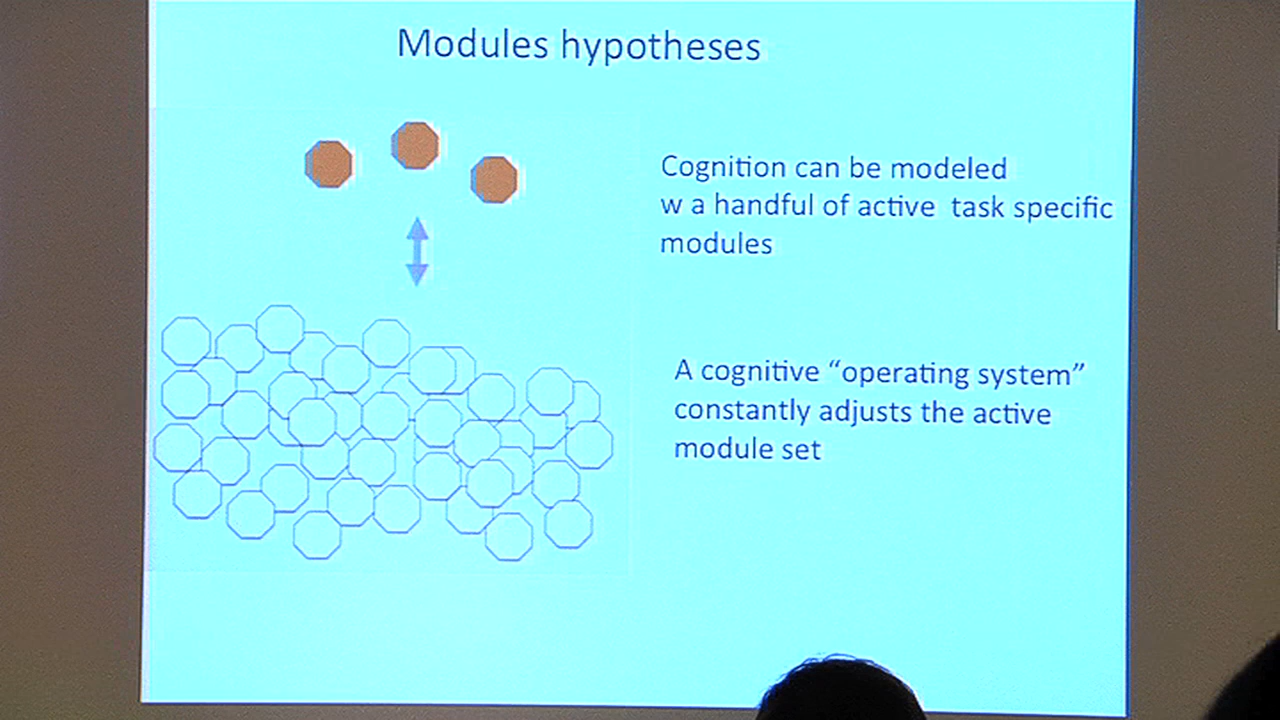 Modules hypotheses
Cognition can be modeled
w a handful of active task specific
modules
A cognitive “operating system”
constantly adjusts the active
module set